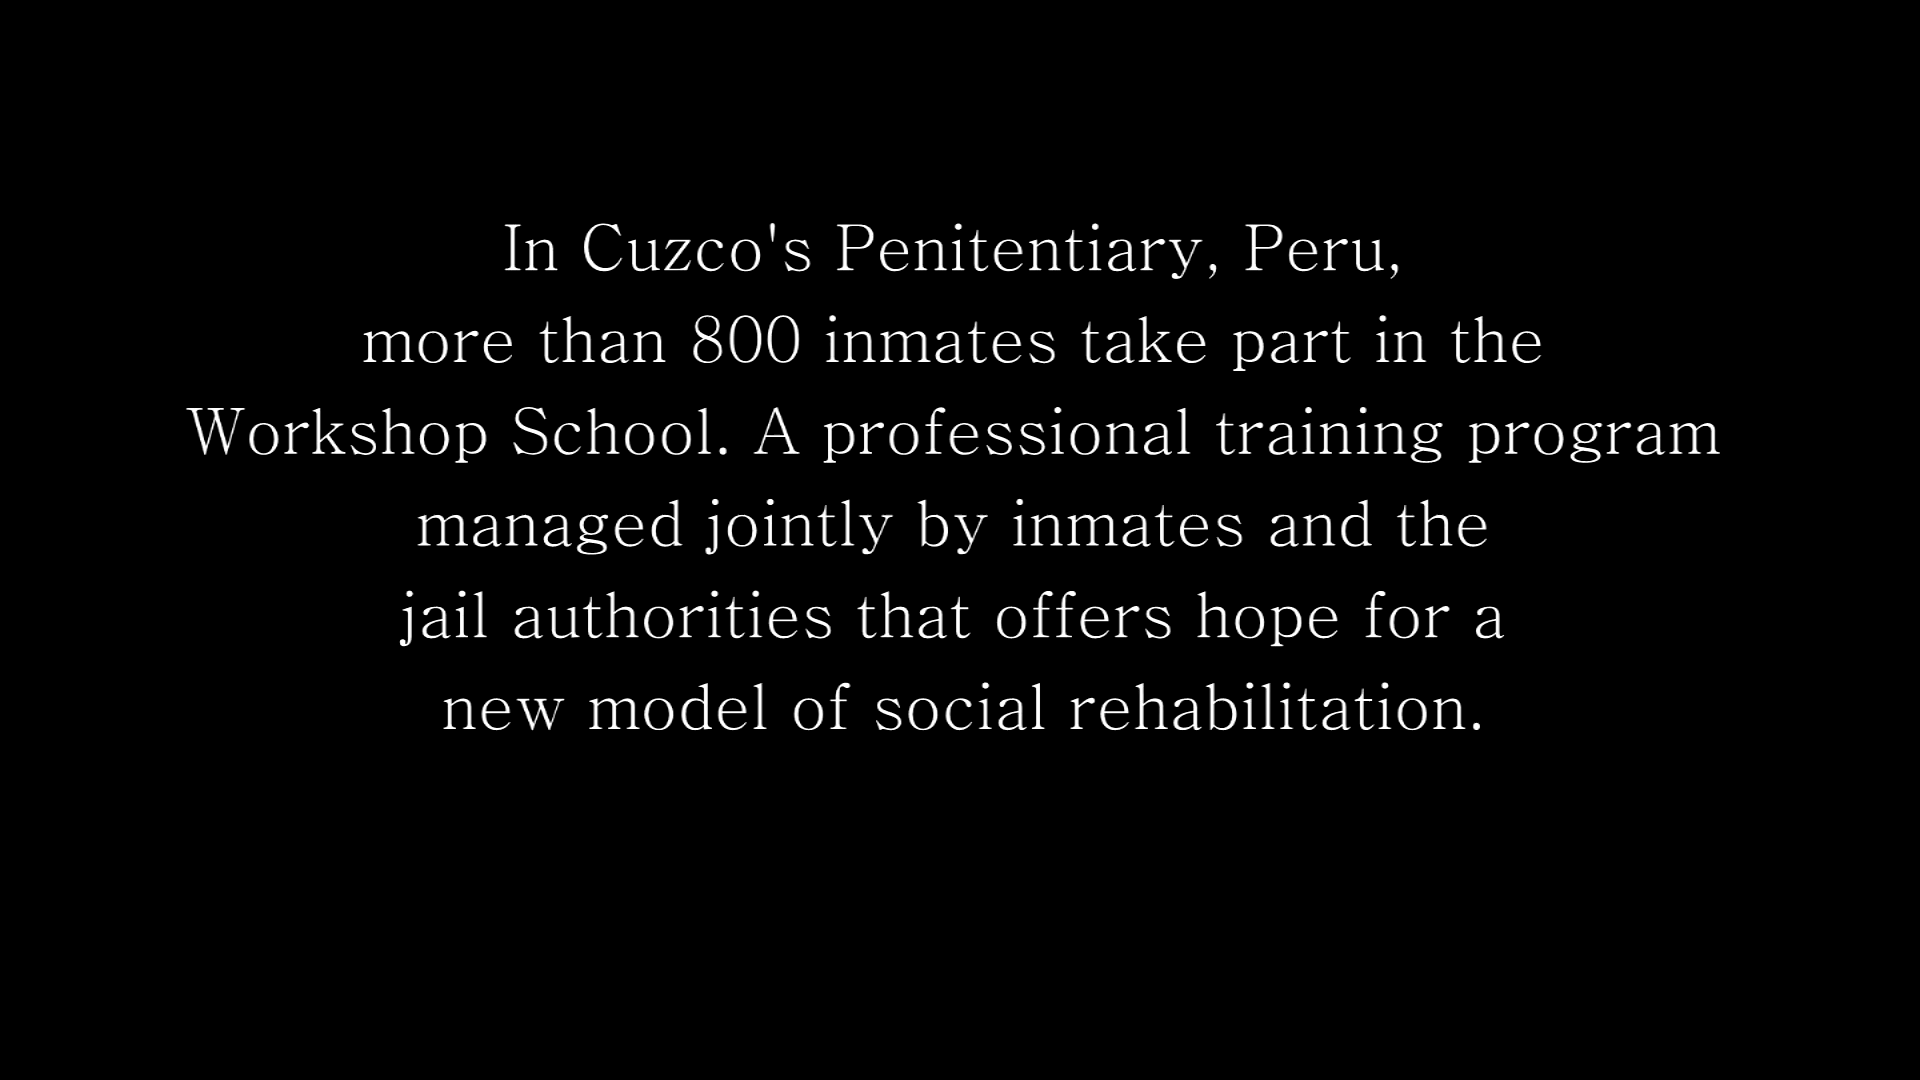 In Cuzco's Penitentiary, Peru,
more than 800 inmates take part in the
Workshop School. A professional training program
managed jointly by inmates and the
jail authorities that offers hope for a
new model of social rehabilitation.